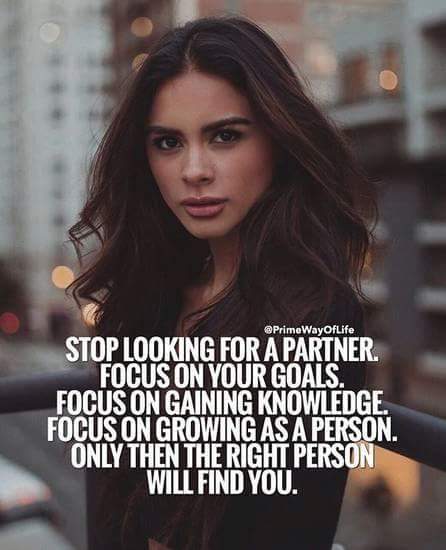 @PrimeWayOfLife
STOP LOOKING FOR A PARTNER.
FOCUS ON YOUR GOALS.
FOCUS ON GAINING KNOWLEDGE.
FOCUS ON GROWING AS A PERSON.
ONLY THEN THE RIGHT PERSON
WILL FIND YOU.